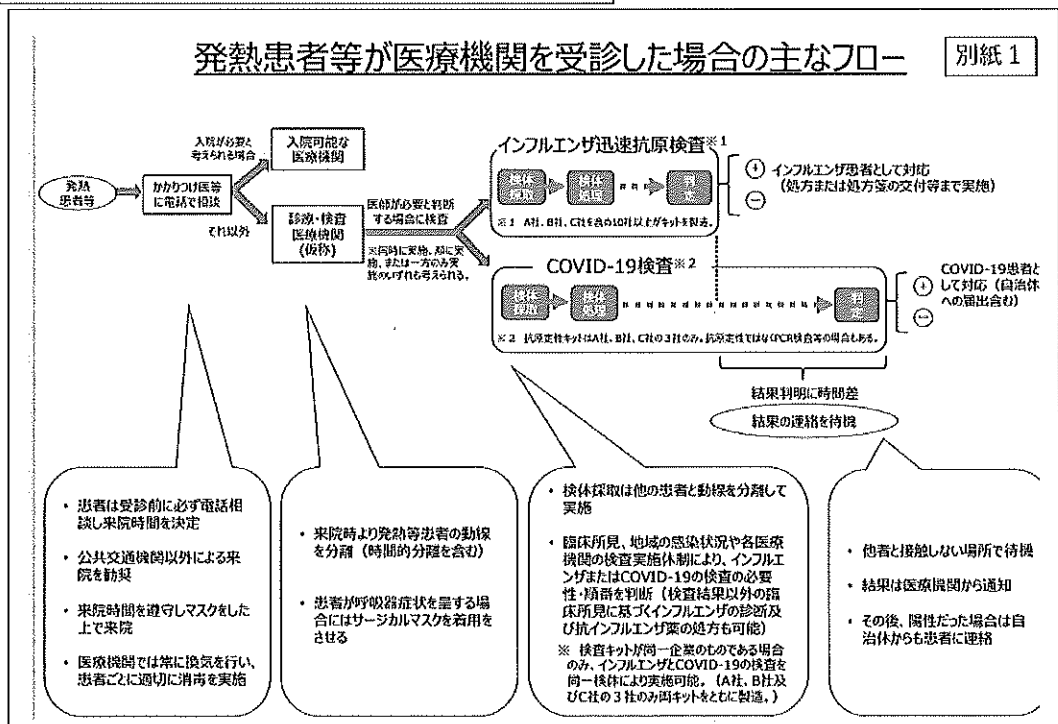 発熱患者等が医療機関を受診した場合の主なフロー
別紙1
発熱
患者等
かかりつけ医等
に電話で相談
入院が必要と
考えられる場合
入院可能な
医療機関
それ以外
診療・検査
医療機関
(仮称)
医師が必要と判断
する場合に検査
※同時に実施、順に実
施、または一方のみ実
施のいずれも考えられる。
インフルエンザ迅速抗原検査※1
検体
採取
検体
処理
判
定
※1 A社、B社、C社を含め10社以上がキットを製造。
+
インフルエンザ患者として対応
(処方または処方箋の交付等まで実施)
−
COVID-19検査※2
検体
採取
検体
処理
判
定
※2 抗原定性キットはA社、B社、C社の3社のみ。抗原定性ではなくPCR検査等の場合もある。
+
−
COVID-19患者と
して対応(自治体
への届出含む)
結果判明に時間差
結果の連絡を待機
・ 患者は受診前に必ず電話相
談し来院時間を決定
・ 公共交通機関以外による来
院を勧奨
・ 来院時間を遵守しマスクをした
上で来院
・ 医療機関では常に換気を行い、
患者ごとに適切に消毒を実施
・ 来院時より発熱等患者の動線
を分離(時間的分離を含む)
・ 患者が呼吸器症状を呈する場
合にはサージカルマスクを着用を
させる
・ 検体採取は他の患者と動線を分離して
実施
・ 臨床所見、地域の感染状況や各医療
機関の検査実施体制により、インフルエ
ンザまたはCOVID-19の検査の必要
性・順番を判断(検査結果以外の臨
床所見に基づくインフルエンザの診断及
び抗インフルエンザ薬の処方も可能)
※ 検査キットが同一企業のものである場合
のみ、インフルエンザとCOVID-19の検査を
同一検体により実施可能。(A社、B社及
びC社の3社のみ両キットをともに製造。)
・ 他者と接触しない場所で待機
・ 結果は医療機関から通知
・ その後、陽性だった場合は自
治体からも患者に連絡